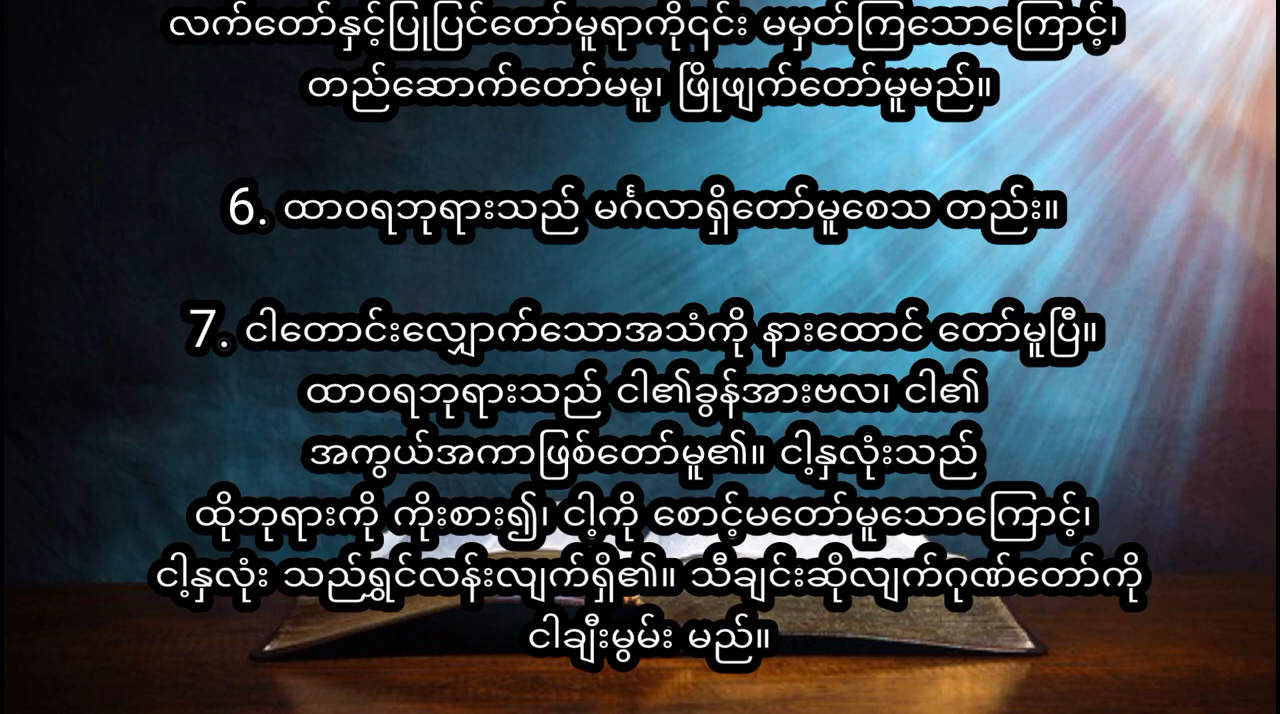 လက်တော်နှင့်ပြုပြင်တော်မူရာကို၎င်း မမှတ်ကြသောကြောင့်၊
တည်ဆောက်တော်မမူ၊ ဖြိုဖျက်တော်မူမည်။
6. ထာဝရဘုရားသည် မင်္ဂလာရှိတော်မူစေသ တည်း။
7. ငါတောင်းလျှောက်သောအသံကို နားထောင် တော်မူပြီ။
ထာဝရဘုရားသည် ငါ၏ခွန်အားဗလ၊ ငါ၏
အကွယ်အကာဖြစ်တော်မူ၏။ ငါ့နှလုံးသည်
ထိုဘုရားကို ကိုးစား၍၊ ငါ့ကို စောင့်မတော်မူသောကြောင့်၊
ငါ့နှလုံး သည်ရွှင်လန်းလျက်ရှိ၏။ သီချင်းဆိုလျက်ဂုဏ်တော်ကို
ငါချီးမွမ်း မည်။